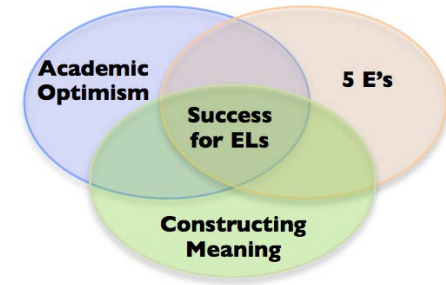 Academic
Optimism
5 E's
Success
for ELs
Constructing
Meaning